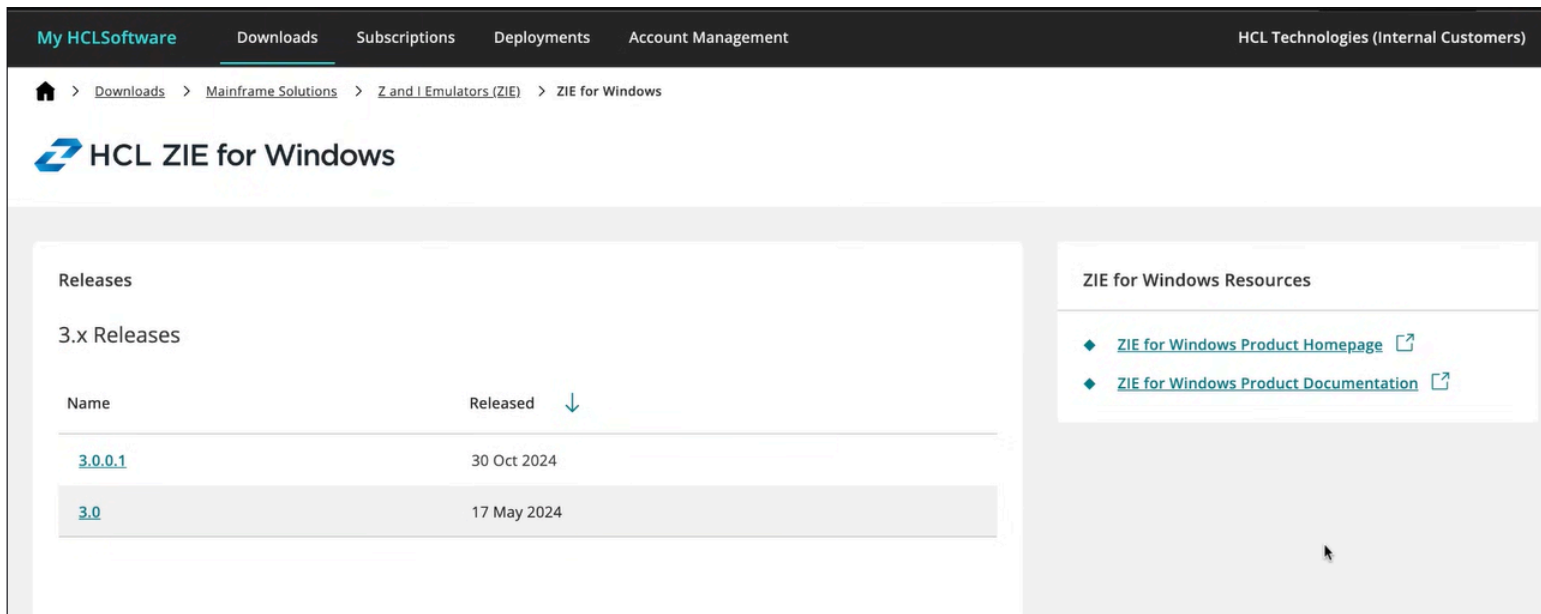 My HCLSoftware Downloads Subscriptions Deployments Account Management HCL Technologies (Internal Customers)
> Downloads > Mainframe Solutions > Z and I Emulators (ZIE) > ZIE for Windows
HCL ZIE for Windows
Releases
3.x Releases
Name Released ↓
3.0.0.1 30 Oct 2024
3.0 17 May 2024
ZIE for Windows Resources
ZIE for Windows Product Homepage
ZIE for Windows Product Documentation